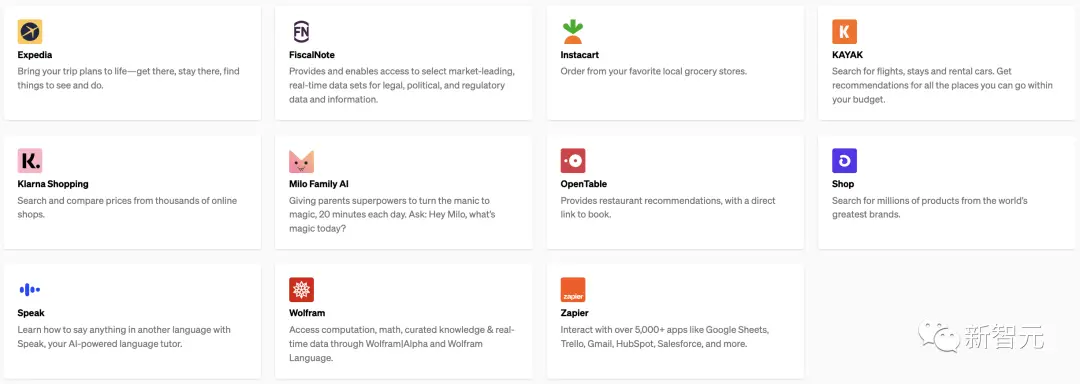 Expedia
Bring your trip plans to life—get there, stay there, find
things to see and do.
FN
FiscalNote
Provides and enables access to select market-leading,
real-time data sets for legal, political, and regulatory
data and information.
Instacart
Order from your favorite local grocery stores.
K
KAYAK
Search for flights, stays and rental cars. Get
recommendations for all the places you can go within
your budget.
K.
Klarna Shopping
Search and compare prices from thousands of online
shops.
Milo Family AI
Giving parents superpowers to turn the manic to
magic, 20 minutes each day. Ask: Hey Milo, what's
magic today?
OpenTable
Provides restaurant recommendations, with a direct
link to book.
Shop
Search for millions of products from the world's
greatest brands.
Speak
Learn how to say anything in another language with
Speak, your AI-powered language tutor.
Wolfram
Access computation, math, curated knowledge & real-
time data through Wolfram|Alpha and Wolfram
Language.
zapier
Zapier
Interact with over 5,000+ apps like Google Sheets,
Trello, Gmail, HubSpot, Salesforce, and more.
新智元